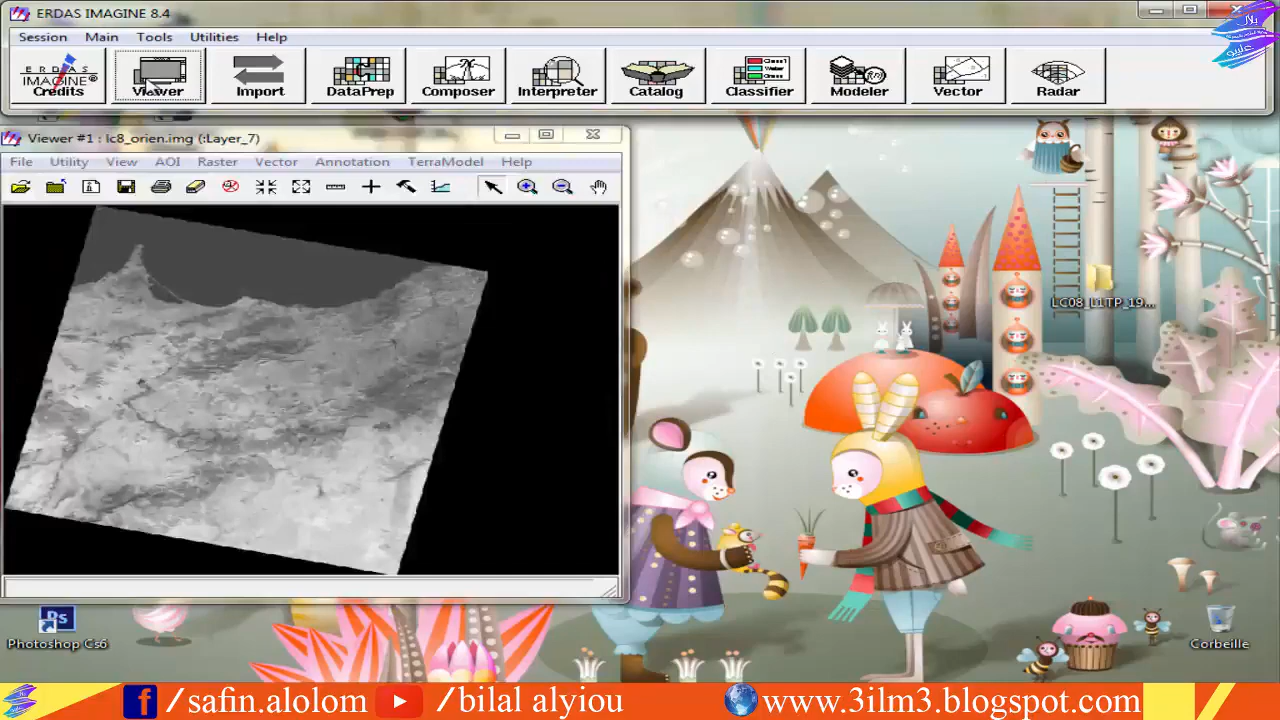 ERDAS IMAGINE 8.4
Session Main Tools Utilities Help
ERDAS
IMAGINE®
Credits Viewer Import DataPrep Composer Interpreter Catalog Classifier Modeler Vector Radar
Viewer #1 : lc8_orien.img (:Layer_7)
File Utility View AOI Raster Vector Annotation TerraModel Help
LC08_L1TP_19...
Ps
Photoshop Cs6
Corbeille
f /safin.alolom /bilal alyiou www.3ilm3.blogspot.com